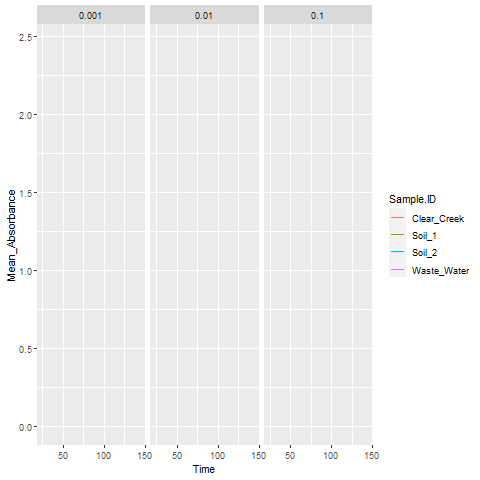 0.001 0.01 0.1
2.5
2.0
1.5
1.0
0.5
0.0
Mean_Absorbance
50 100 150 50 100 150 50 100 150
Time
Sample.ID
Clear_Creek
Soil_1
Soil_2
Waste_Water